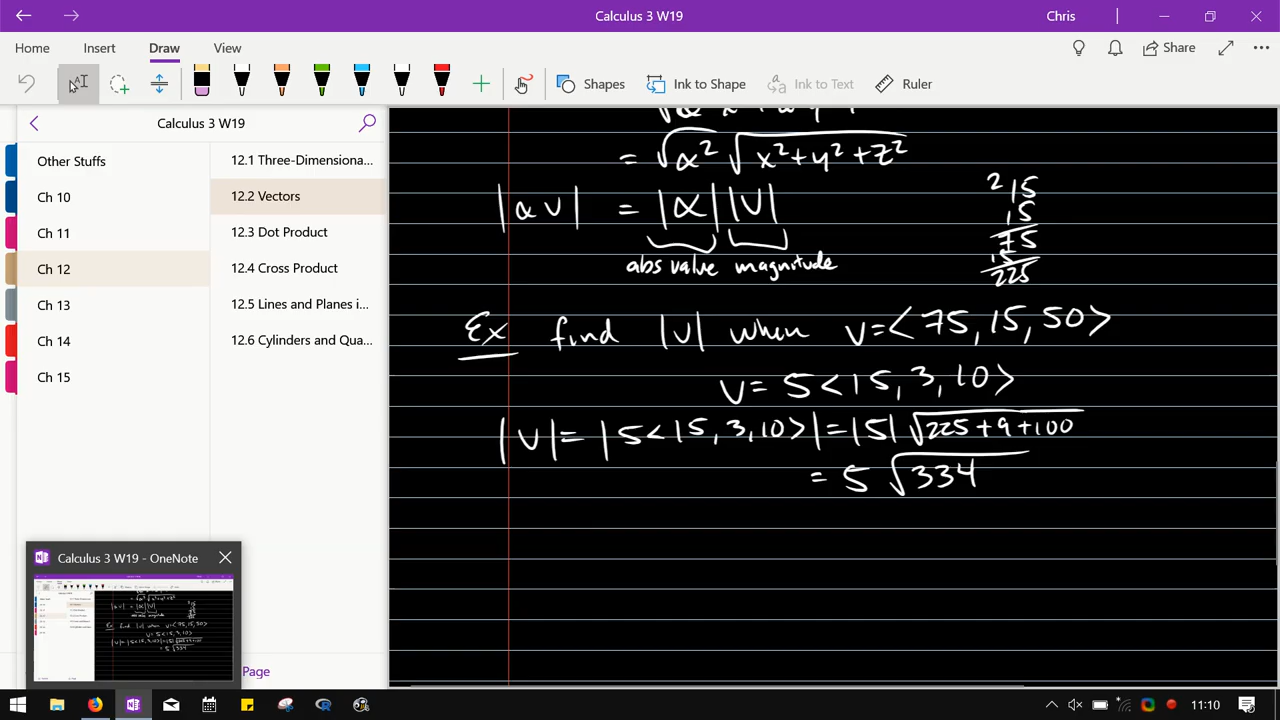 Calculus 3 W19
Chris
Home Insert Draw View
Share
Shapes
Ink to Shape
Ink to Text
Ruler
Calculus 3 W19
Other Stuffs
Ch 10
Ch 11
Ch 12
Ch 13
Ch 14
Ch 15
12.1 Three-Dimensiona...
12.2 Vectors
12.3 Dot Product
12.4 Cross Product
12.5 Lines and Planes i...
12.6 Cylinders and Qua...
= √α² √x²+y²+z²
|αv| = |α||v|
abs value magnitude
2 15
15
75
15
225
Ex find |v| when v=<75,15,50>
v= 5<15,3,10>
|v|= |5<15,3,10>|=|5|√225+9+100
= 5√334
Calculus 3 W19 - OneNote
Page
11:10